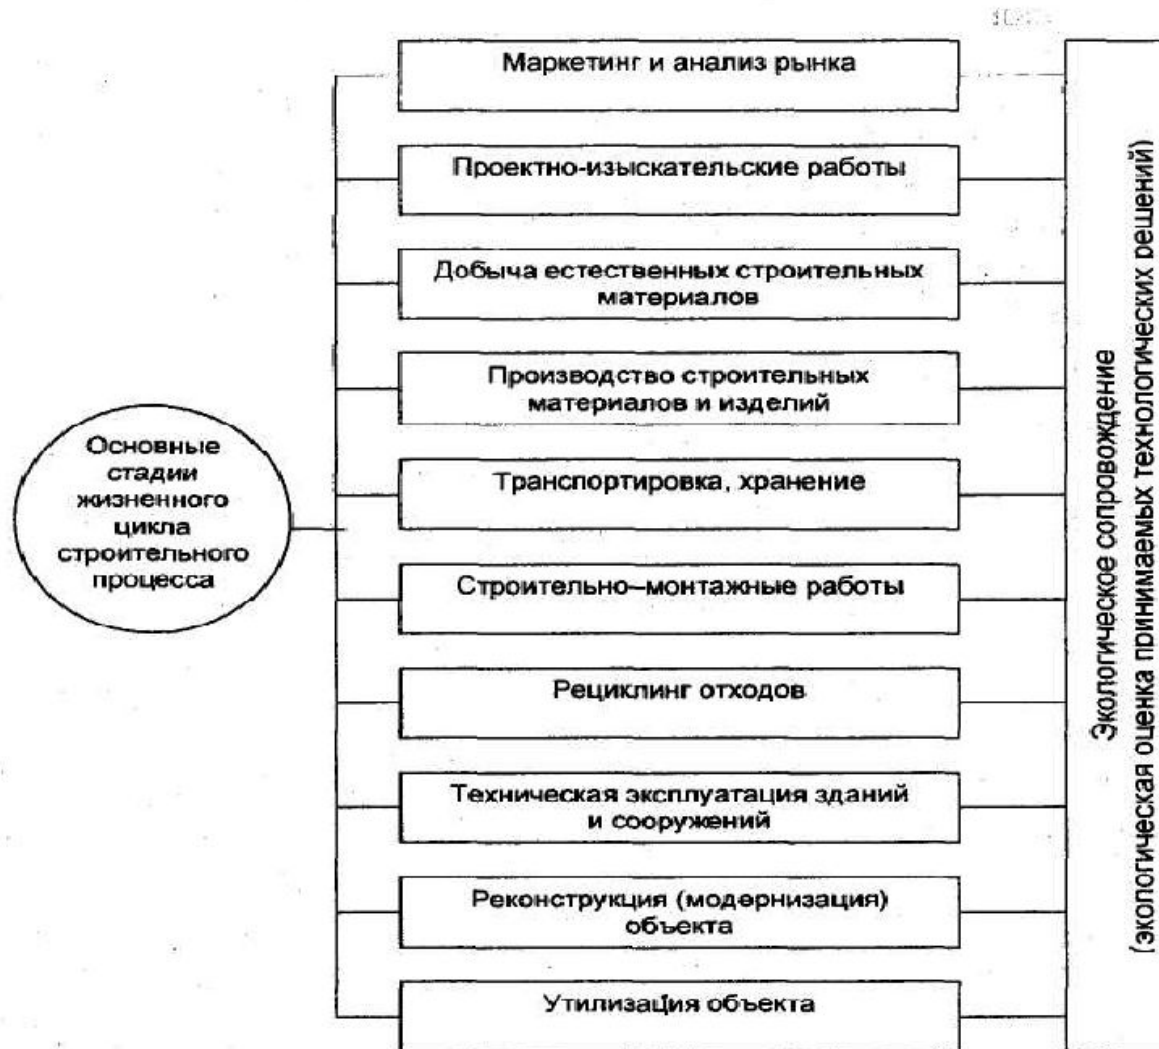 Маркетинг и анализ рынка
Проектно-изыскательские работы
Добыча естественных строительных
материалов
Производство строительных
материалов и изделий
Основные
стадии
жизненного
цикла
строительного
процесса
Транспортировка, хранение
Строительно–монтажные работы
Рециклинг отходов
Техническая эксплуатация зданий
и сооружений
Реконструкция (модернизация)
объекта
Утилизация объекта
Экологическое сопровождение
(экологическая оценка принимаемых технологических решений)